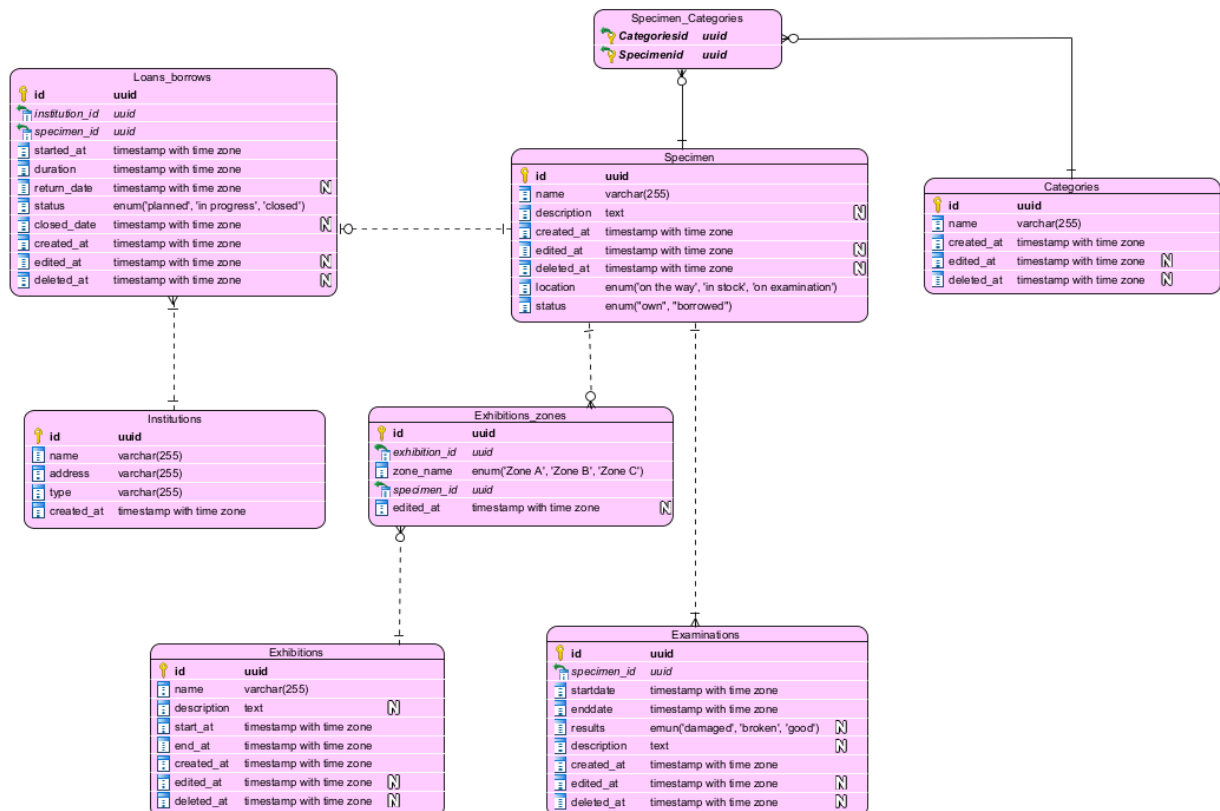 Specimen_Categories
Categoriesid uuid
Specimenid uuid
Loans_borrows
id uuid
institution_id uuid
specimen_id uuid
started_at timestamp with time zone
duration timestamp with time zone
return_date timestamp with time zone N
status enum('planned', 'in progress', 'closed')
closed_date timestamp with time zone N
created_at timestamp with time zone
edited_at timestamp with time zone N
deleted_at timestamp with time zone N
Specimen
id uuid
name varchar(255)
description text N
created_at timestamp with time zone
edited_at timestamp with time zone N
deleted_at timestamp with time zone N
location enum('on the way', 'in stock', 'on examination')
status enum("own", "borrowed")
Categories
id uuid
name varchar(255)
created_at timestamp with time zone
edited_at timestamp with time zone N
deleted_at timestamp with time zone N
Institutions
id uuid
name varchar(255)
address varchar(255)
type varchar(255)
created_at timestamp with time zone
Exhibitions_zones
id uuid
exhibition_id uuid
zone_name enum('Zone A', 'Zone B', 'Zone C')
specimen_id uuid
edited_at timestamp with time zone N
Exhibitions
id uuid
name varchar(255)
description text N
start_at timestamp with time zone
end_at timestamp with time zone
created_at timestamp with time zone
edited_at timestamp with time zone N
deleted_at timestamp with time zone N
Examinations
id uuid
specimen_id uuid
startdate timestamp with time zone
enddate timestamp with time zone
results emun('damaged', 'broken', 'good') N
description text N
created_at timestamp with time zone
edited_at timestamp with time zone N
deleted_at timestamp with time zone N